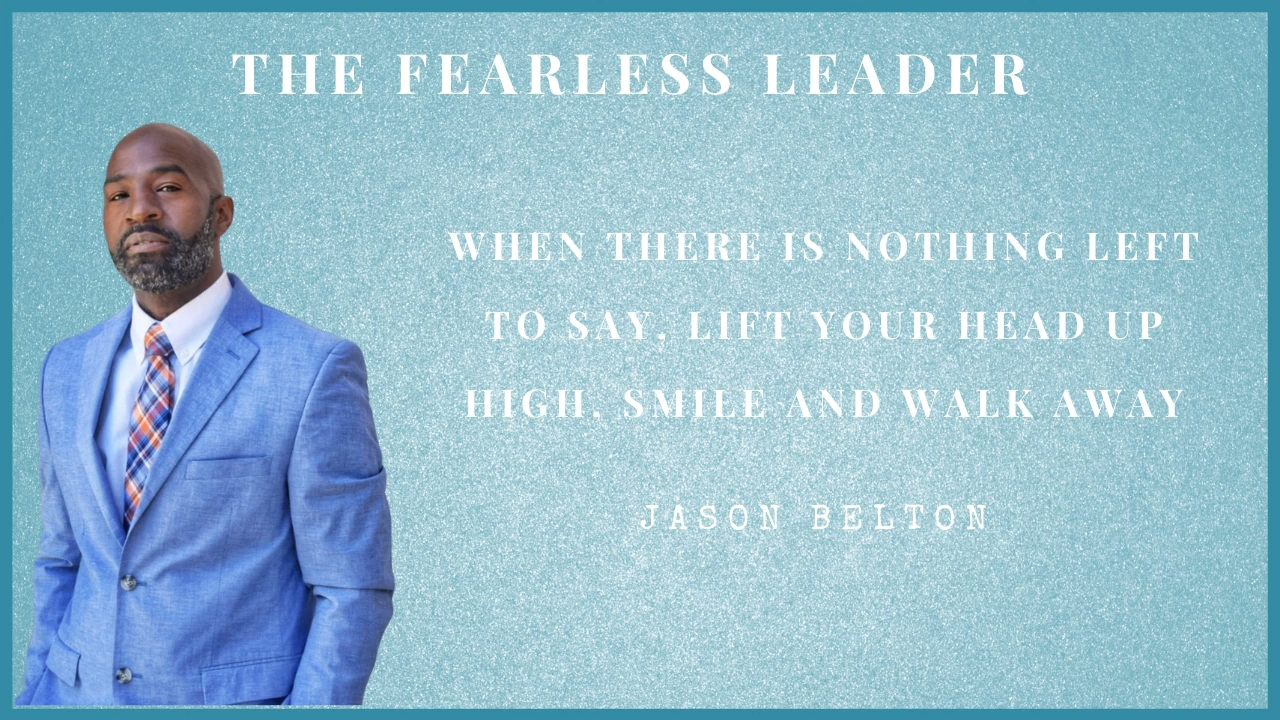 THE FEARLESS LEADER
WHEN THERE IS NOTHING LEFT
TO SAY, LIFT YOUR HEAD UP
HIGH, SMILE AND WALK AWAY
JASON BELTON